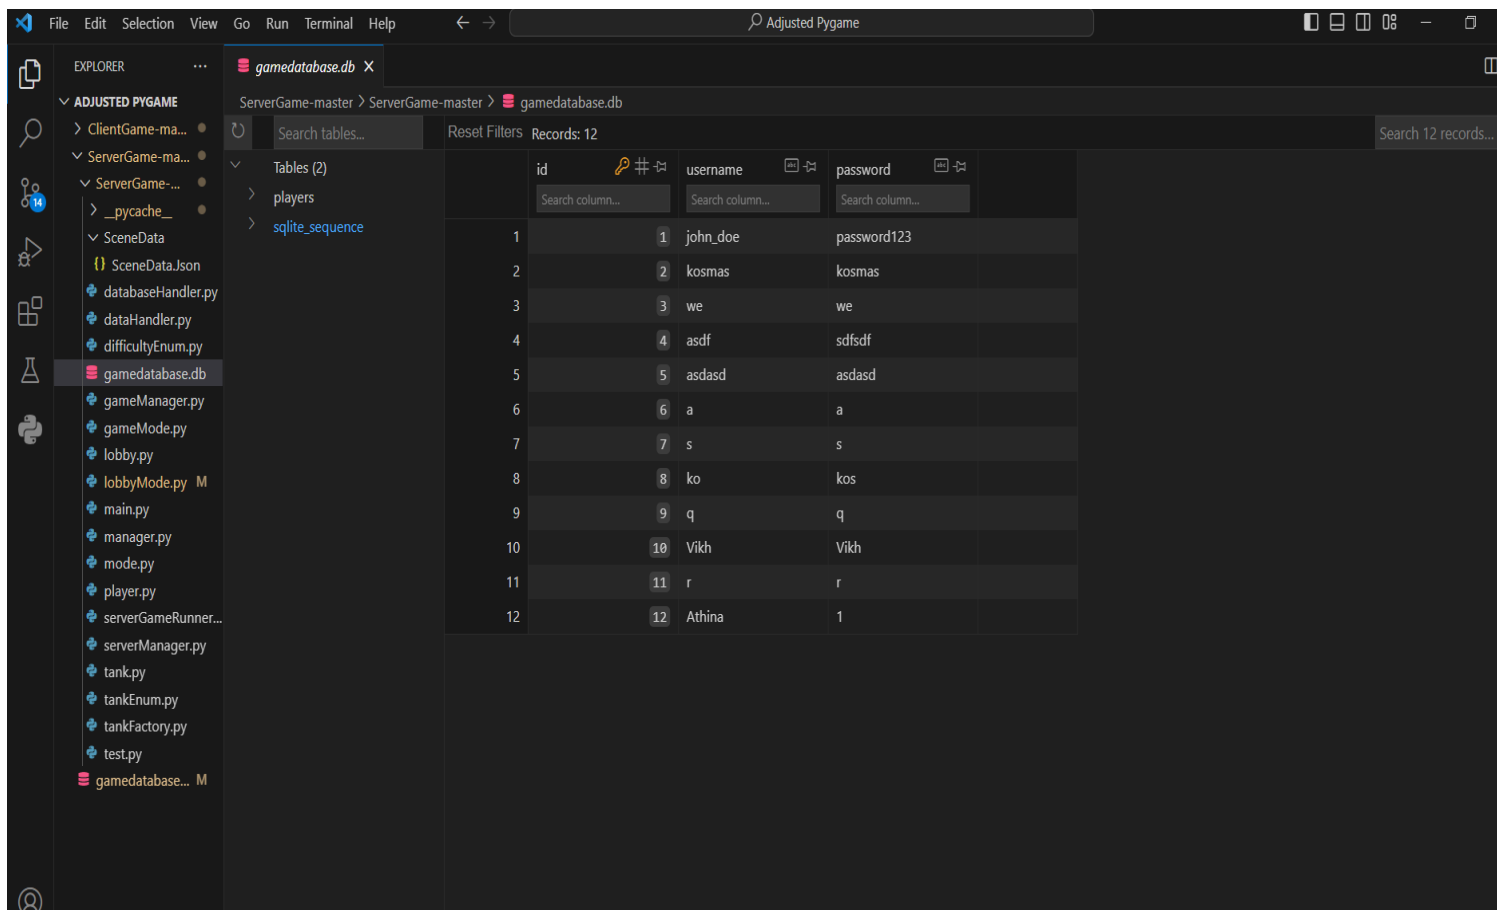 File Edit Selection View Go Run Terminal Help
Adjusted Pygame
EXPLORER
gamedatabase.db
ADJUSTED PYGAME
ServerGame-master > ServerGame-master > gamedatabase.db
ClientGame-ma...
ServerGame-ma...
ServerGame-...
__pycache__
SceneData
{} SceneData.Json
databaseHandler.py
dataHandler.py
difficultyEnum.py
gamedatabase.db
gameManager.py
gameMode.py
lobby.py
lobbyMode.py M
main.py
manager.py
mode.py
player.py
serverGameRunner...
serverManager.py
tank.py
tankEnum.py
tankFactory.py
test.py
gamedatabase... M
14
Search tables...
Tables (2)
players
sqlite_sequence
Reset Filters Records: 12
Search 12 records...
id username password
Search column... Search column... Search column...
1 1 john_doe password123
2 2 kosmas kosmas
3 3 we we
4 4 asdf sdfsdf
5 5 asdasd asdasd
6 6 a a
7 7 s s
8 8 ko kos
9 9 q q
10 10 Vikh Vikh
11 11 r r
12 12 Athina 1